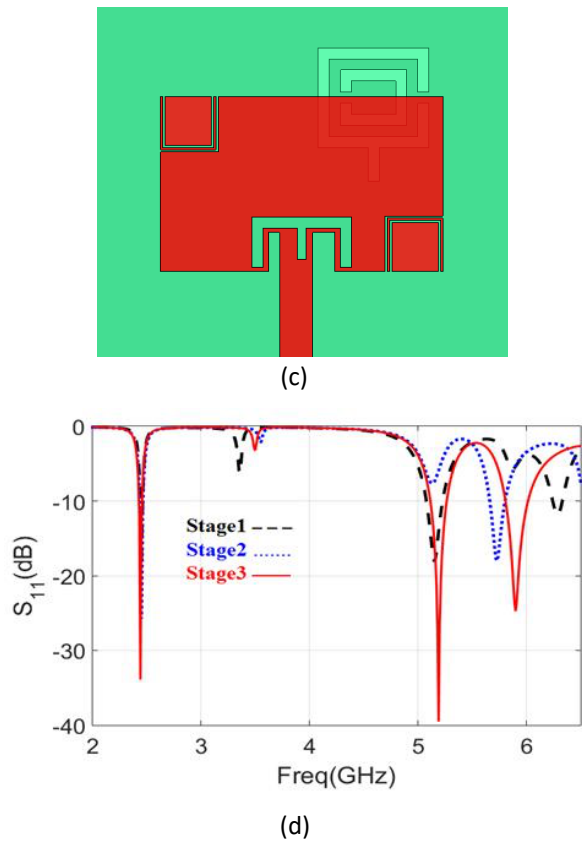 (c)
0
-10
-20
-30
-40
S11(dB)
Stage1
Stage2
Stage3
2 3 4 5 6
Freq(GHz)
(d)